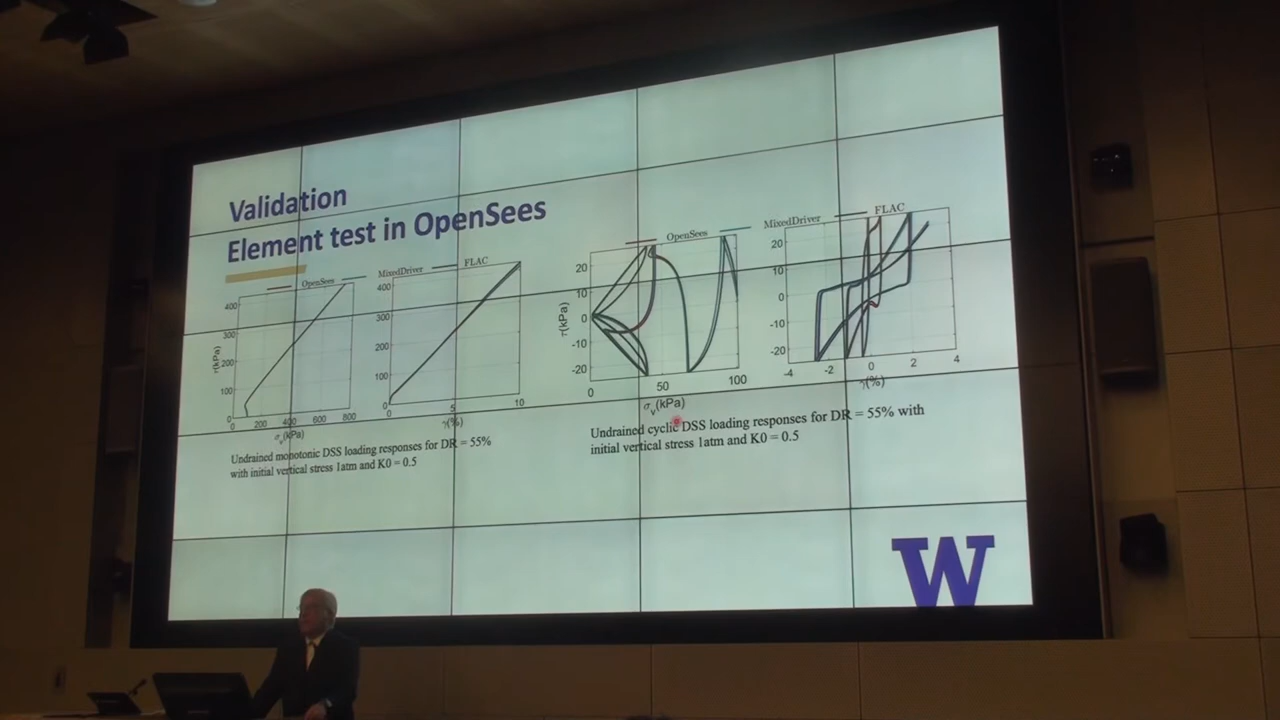 Validation
Element test in OpenSees
OpenSees
MixedDriver
FLAC
400
300
200
100
0
τ(kPa)
200
400
600
800
σv(kPa)
400
300
200
100
0
5
10
γ(%)
Undrained monotonic DSS loading responses for DR = 55%
with initial vertical stress 1atm and K0 = 0.5
OpenSees
MixedDriver
FLAC
20
10
0
-10
-20
τ(kPa)
0
50
100
σv(kPa)
20
10
0
-10
-20
-4
-2
0
2
4
γ(%)
Undrained cyclic DSS loading responses for DR = 55% with
initial vertical stress 1atm and K0 = 0.5
W